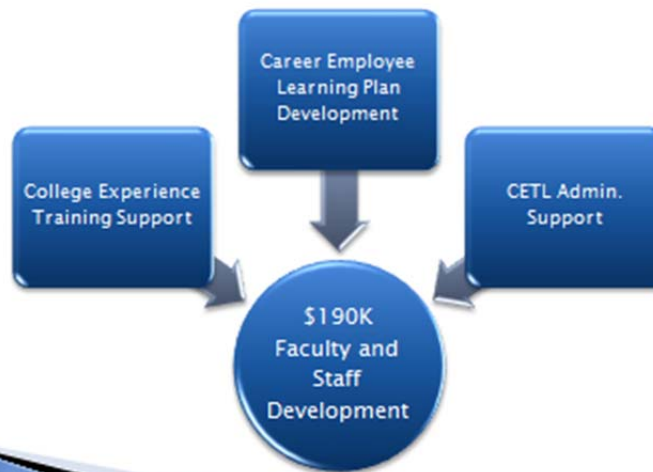 Career Employee
Learning Plan
Development
College Experience
Training Support
CETL Admin.
Support
$190K
Faculty and
Staff
Development